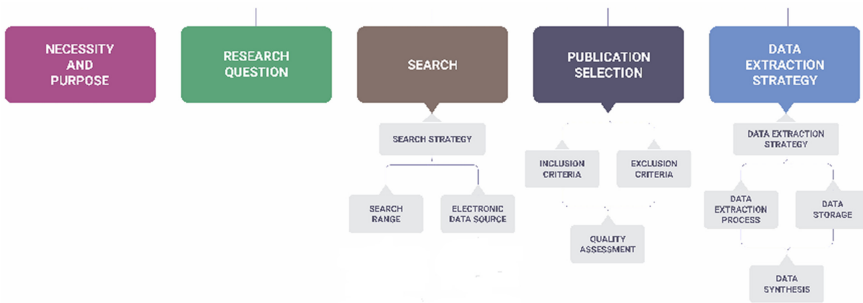 NECESSITY
AND
PURPOSE
RESEARCH
QUESTION
SEARCH
PUBLICATION
SELECTION
DATA
EXTRACTION
STRATEGY
SEARCH STRATEGY
SEARCH
RANGE
ELECTRONIC
DATA SOURCE
INCLUSION
CRITERIA
EXCLUSION
CRITERIA
QUALITY
ASSESSMENT
DATA EXTRACTION
STRATEGY
DATA
EXTRACTION
PROCESS
DATA
STORAGE
DATA
SYNTHESIS